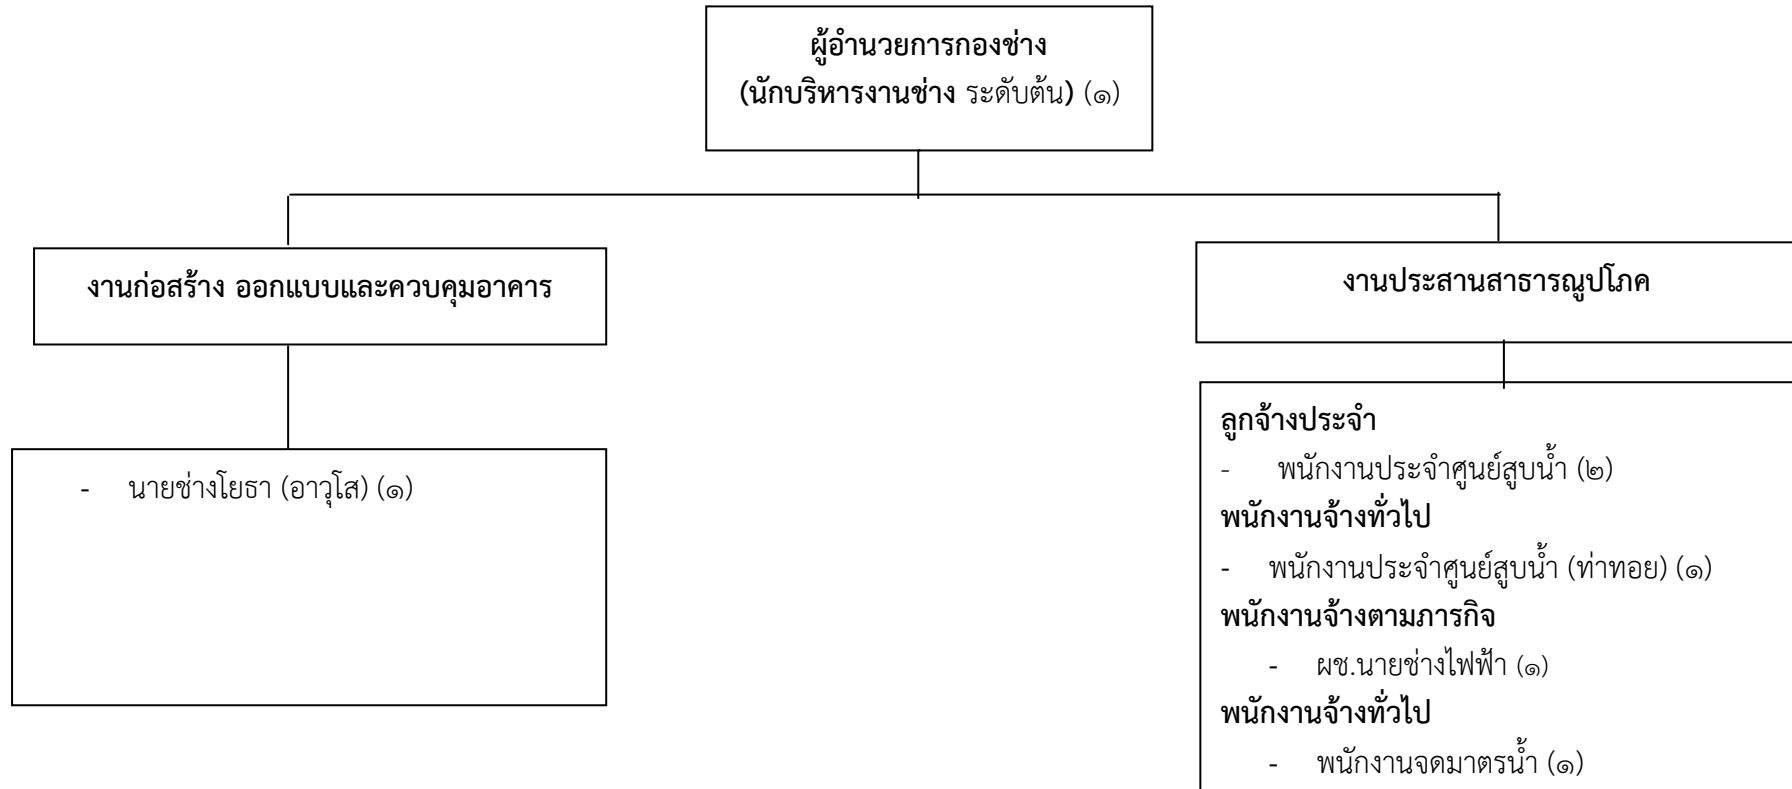 ผู้อำนวยการกองช่าง
(นักบริหารงานช่าง ระดับต้น) (๑)
งานก่อสร้าง ออกแบบและควบคุมอาคาร
- นายช่างโยธา (อาวุโส) (๑)
งานประสานสาธารณูปโภค
ลูกจ้างประจำ
- พนักงานประจำศูนย์สูบน้ำ (๒)
พนักงานจ้างทั่วไป
- พนักงานประจำศูนย์สูบน้ำ (ท่าทอย) (๑)
พนักงานจ้างตามภารกิจ
- ผช.นายช่างไฟฟ้า (๑)
พนักงานจ้างทั่วไป
- พนักงานจดมาตรน้ำ (๑)